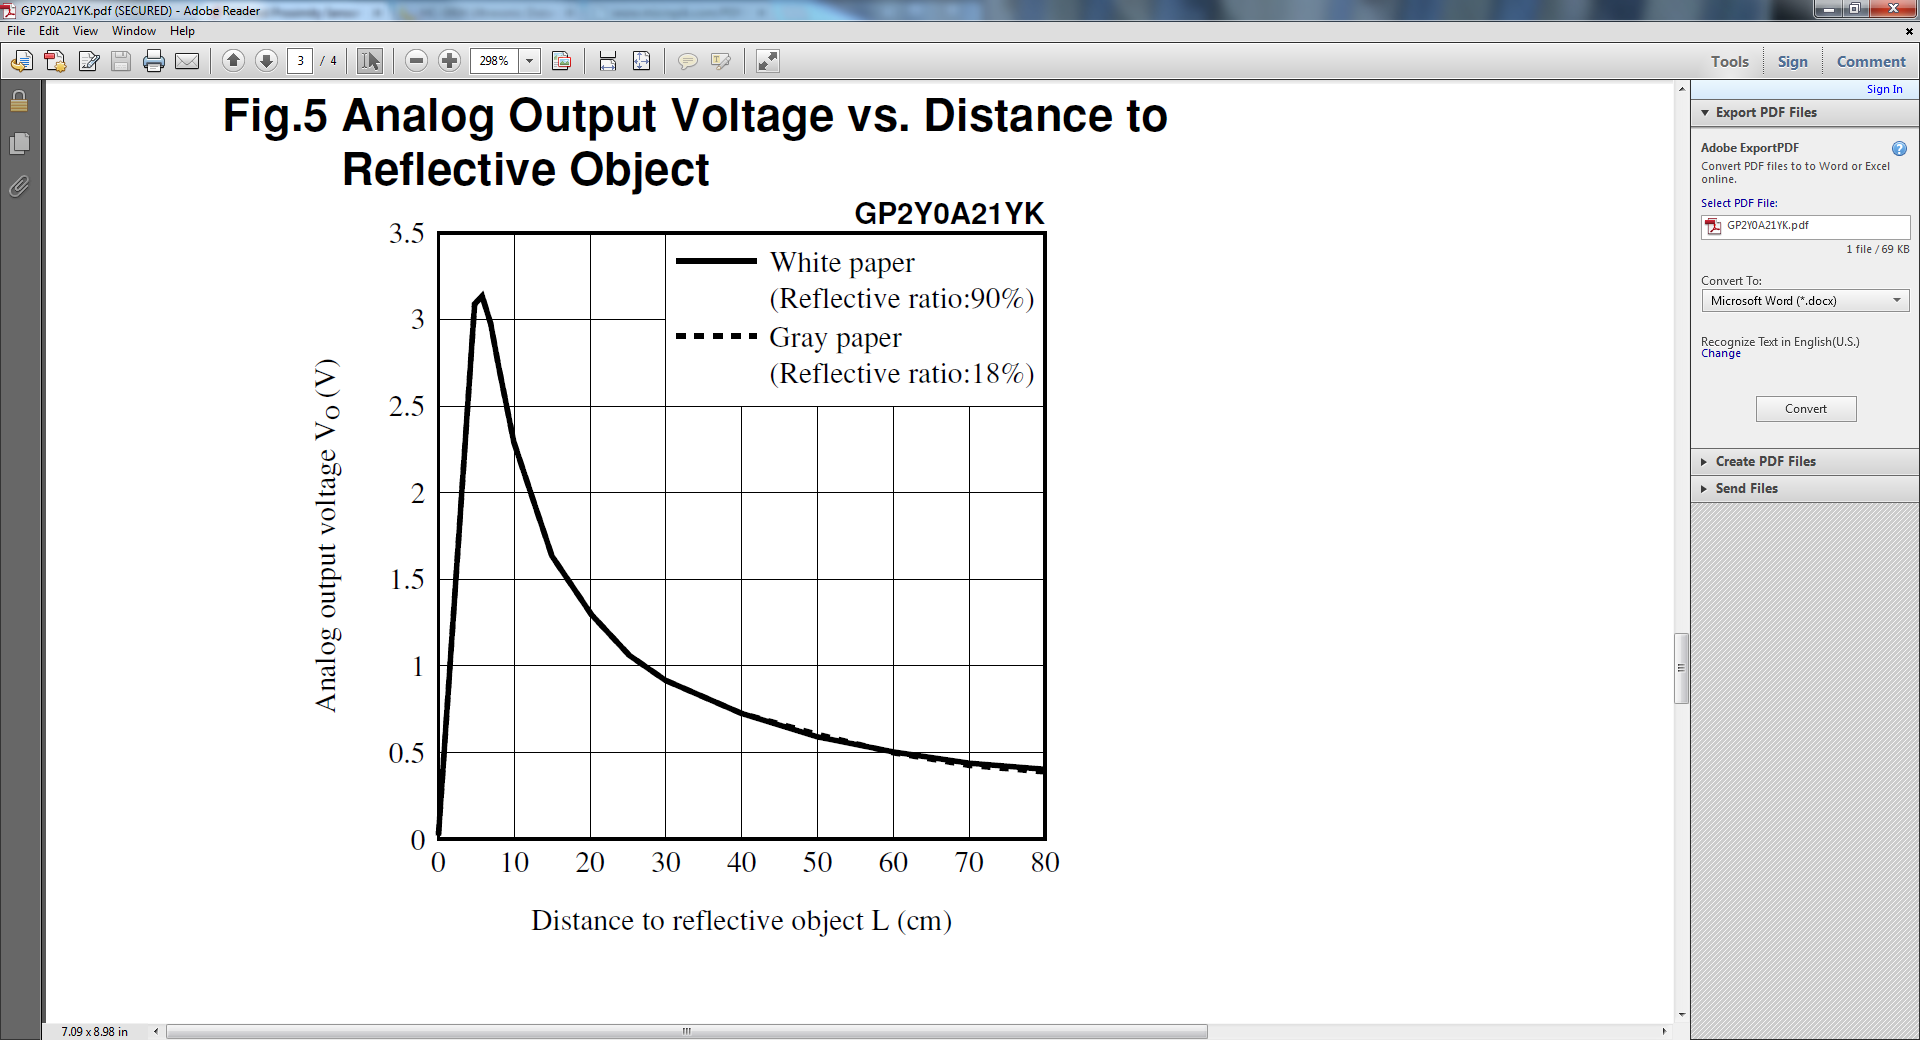 GP2Y0A21YK.pdf (SECURED) - Adobe Reader
File Edit View Window Help
3 / 4
298%
Tools Sign Comment
Sign In
Export PDF Files
Adobe ExportPDF
Convert PDF files to to Word or Excel
online.
Select PDF File:
GP2Y0A21YK.pdf
1 file / 69 KB
Convert To:
Microsoft Word (*.docx)
Recognize Text in English(U.S.)
Change
Convert
Create PDF Files
Send Files
Fig.5 Analog Output Voltage vs. Distance to
Reflective Object
GP2Y0A21YK
White paper
(Reflective ratio:90%)
Gray paper
(Reflective ratio:18%)
Analog output voltage VO (V)
3.5
3
2.5
2
1.5
1
0.5
0
0 10 20 30 40 50 60 70 80
Distance to reflective object L (cm)
7.09 x 8.98 in